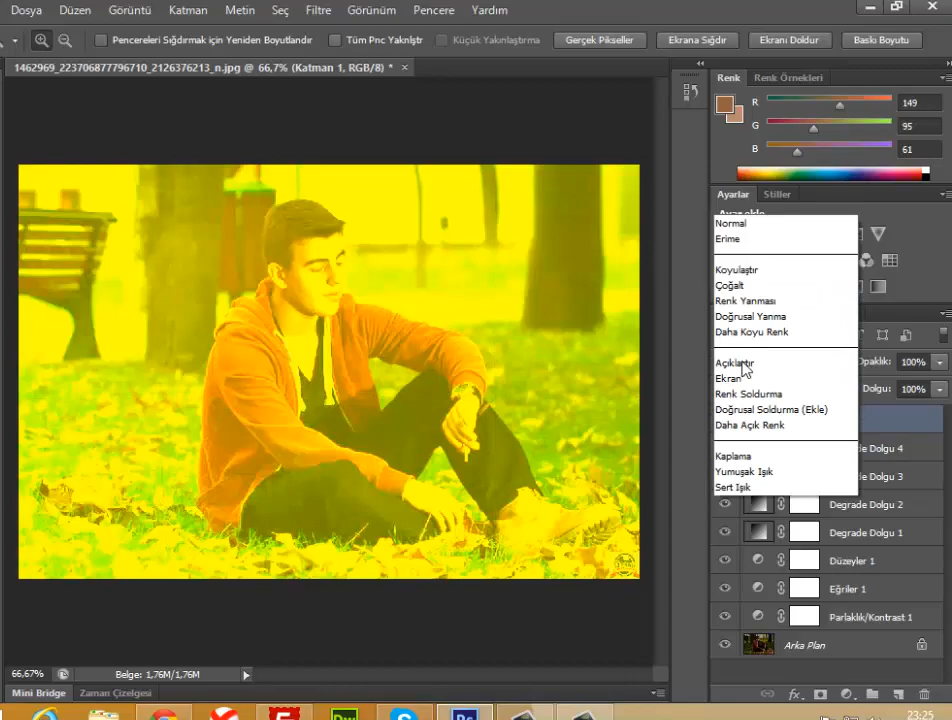 Dosya Düzen Görüntü Katman Metin Seç Filtre Görünüm Pencere Yardım
Pencereleri Sığdırmak için Yeniden Boyutlandır Tüm Pnc Yaknlştr Küçük Yakınlaştırma Gerçek Pikseller Ekrana Sığdır Ekranı Doldur Baskı Boyutu
1462969_223706877796710_2126376213_n.jpg @ 66,7% (Katman 1, RGB/8) *
Renk Renk Örnekleri
R 149
G 95
B 61
Ayarlar Stiller
Normal
Erime
Koyulaştır
Çoğalt
Renk Yanması
Doğrusal Yanma
Daha Koyu Renk
Açıklaştır
Opaklık: 100%
Ekran
Dolgu: 100%
Renk Soldurma
Doğrusal Soldurma (Ekle)
Daha Açık Renk
Kaplama
Yumuşak Işık
Sert Işık
de Dolgu 4
de Dolgu 3
Degrade Dolgu 2
Degrade Dolgu 1
Düzeyler 1
Eğriler 1
Parlaklık/Kontrast 1
Arka Plan
66,67% Belge: 1,76M/1,76M
Mini Bridge Zaman Çizelgesi
23:25